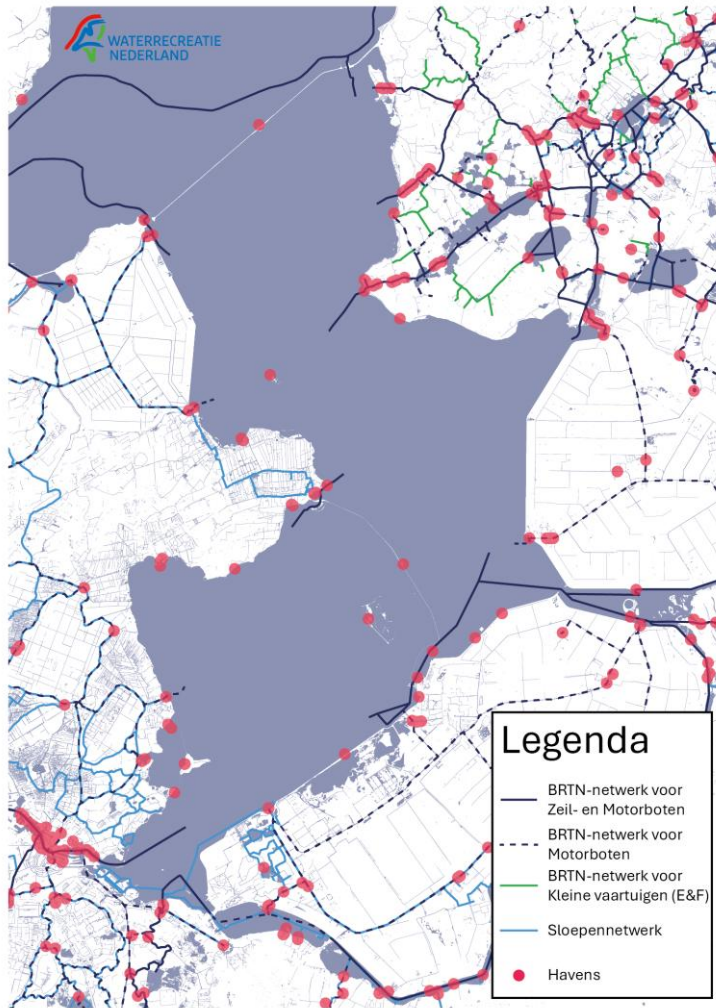 WATERRECREATIE
NEDERLAND
Legenda
BRTN-netwerk voor
Zeil- en Motorboten
BRTN-netwerk voor
Motorboten
BRTN-netwerk voor
Kleine vaartuigen (E&F)
Sloepennetwerk
Havens